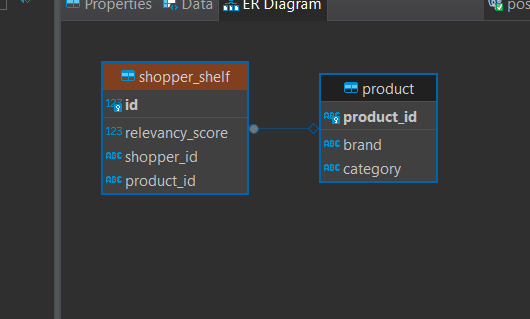 Properties Data ER Diagram
shopper_shelf
123 id
123 relevancy_score
ABC shopper_id
ABC product_id
product
ABC product_id
ABC brand
ABC category